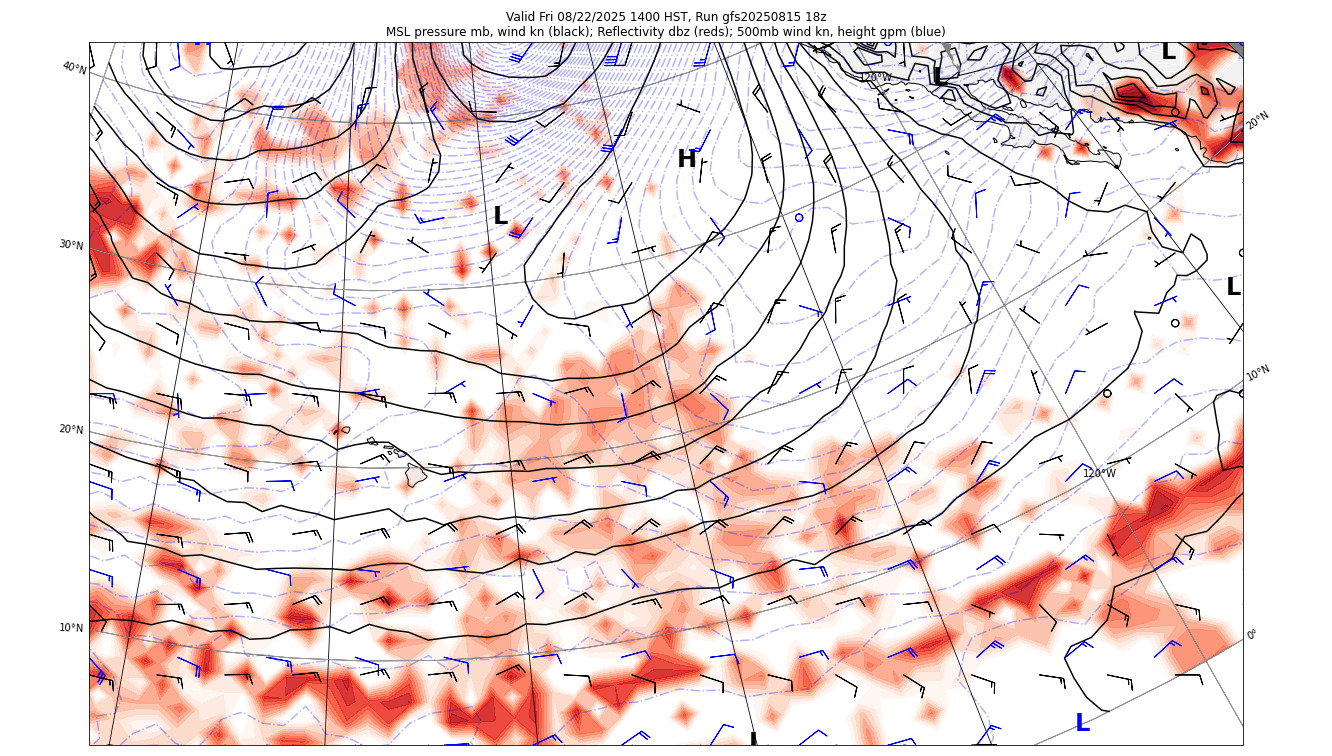 Valid Fri 08/22/2025 1400 HST, Run gfs20250815 18z
MSL pressure mb, wind kn (black); Reflectivity dbz (reds); 500mb wind kn, height gpm (blue)
L
40°N
120°W
L
20°N
H
L
30°N
L
10°N
20°N
120°W
10°N
0°
L
L